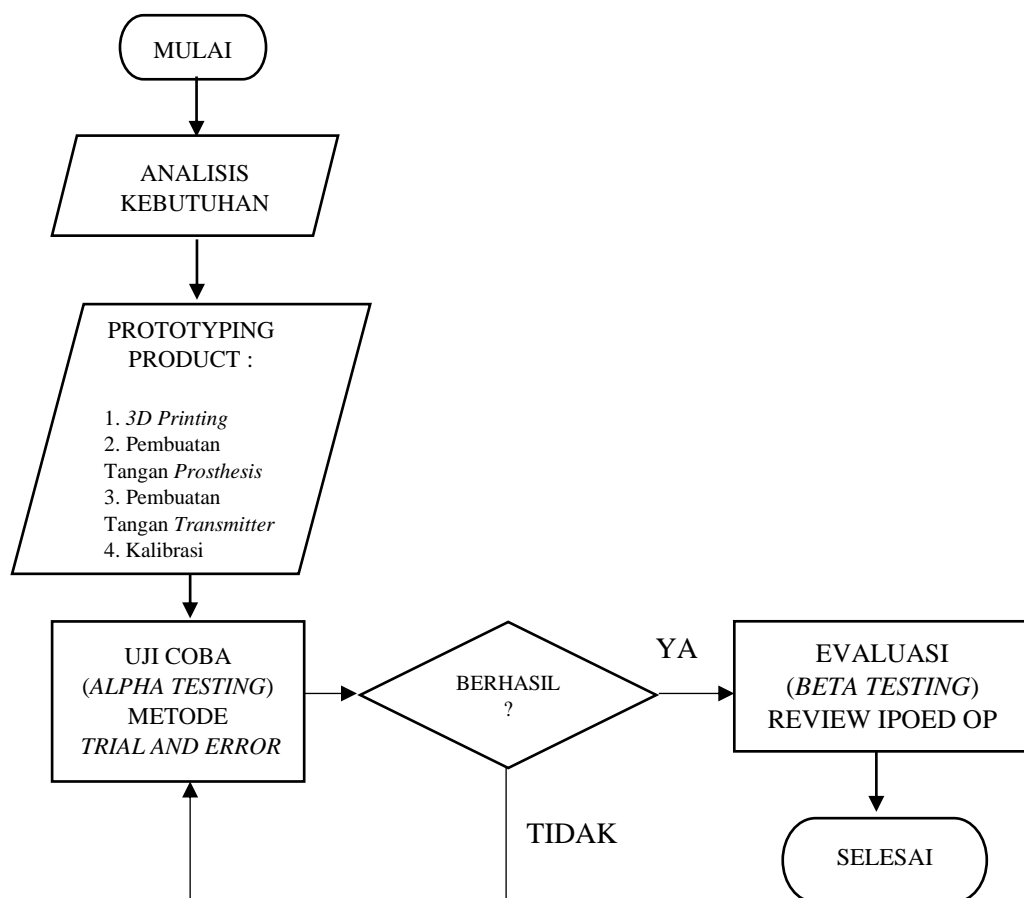 MULAI
ANALISIS
KEBUTUHAN
PROTOTYPING
PRODUCT :
1. 3D Printing
2. Pembuatan
Tangan Prosthesis
3. Pembuatan
Tangan Transmitter
4. Kalibrasi
UJI COBA
(ALPHA TESTING)
METODE
TRIAL AND ERROR
BERHASIL
?
YA
EVALUASI
(BETA TESTING)
REVIEW IPOED OP
TIDAK
SELESAI